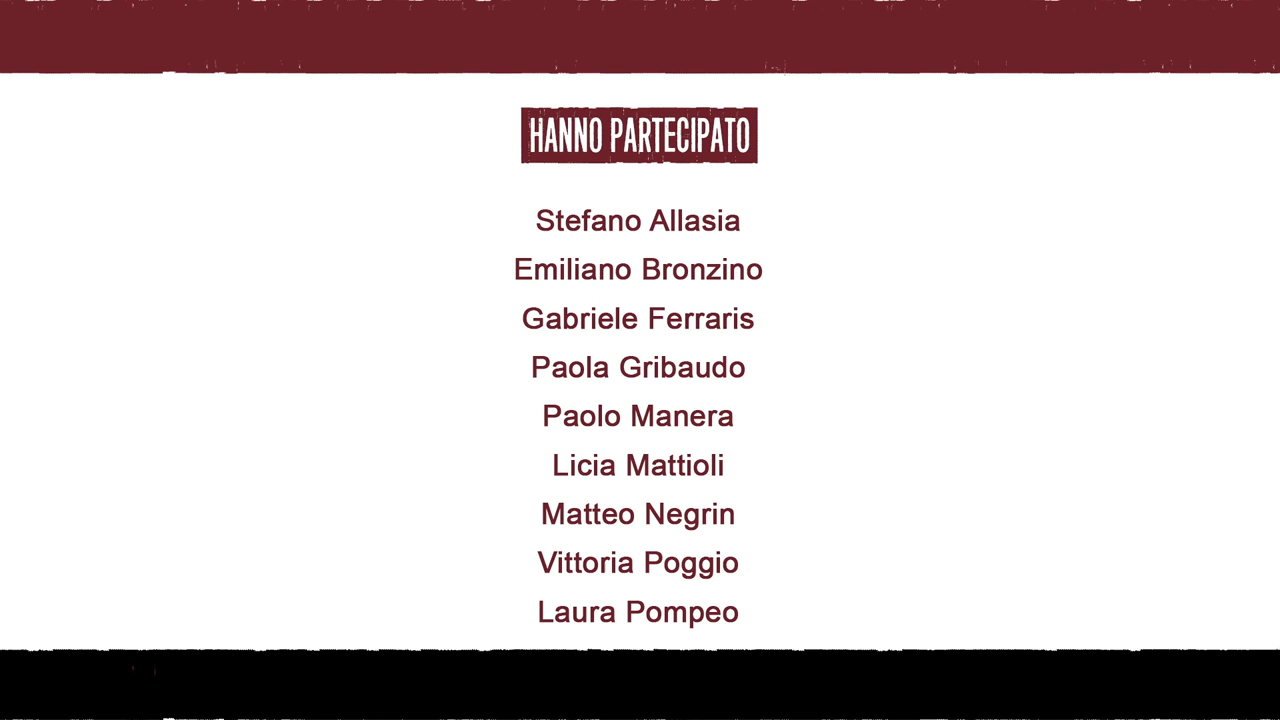 HANNO PARTECIPATO
Stefano Allasia
Emiliano Bronzino
Gabriele Ferraris
Paola Gribaudo
Paolo Manera
Licia Mattioli
Matteo Negrin
Vittoria Poggio
Laura Pompeo